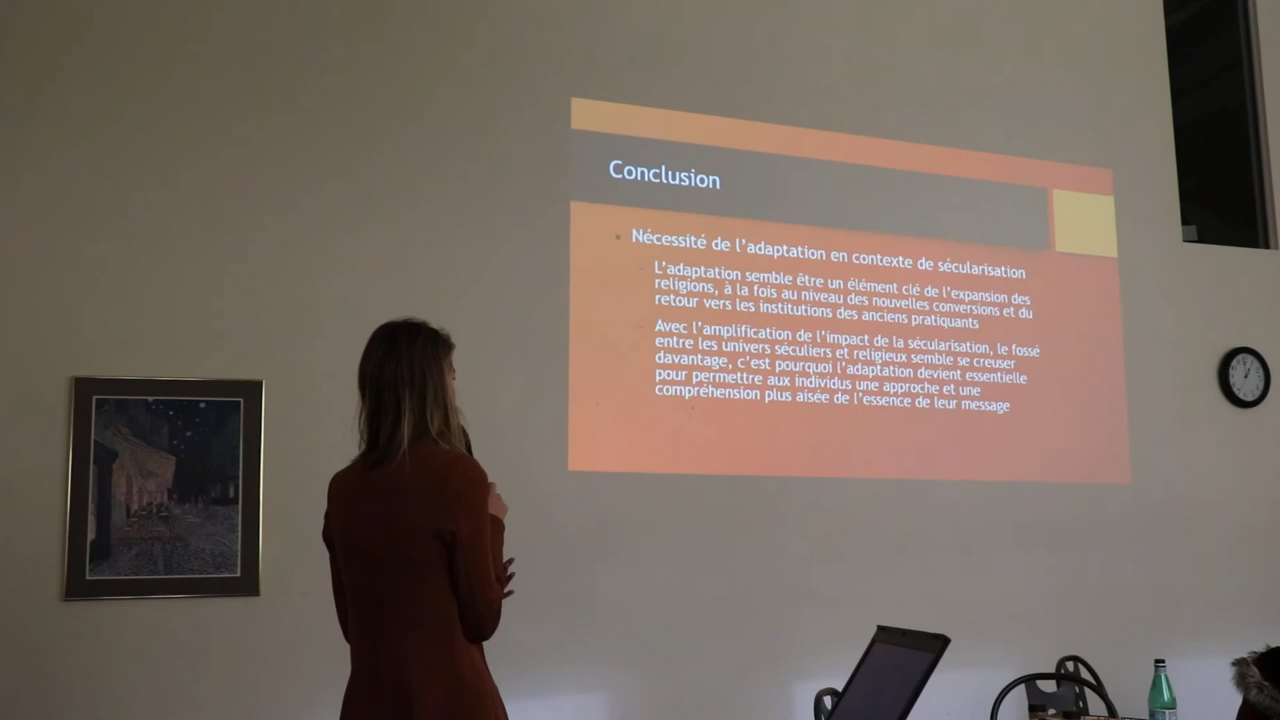 Conclusion
Nécessité de l'adaptation en contexte de sécularisation
L'adaptation semble être un élément clé de l'expansion des
religions, à la fois au niveau des nouvelles conversions et du
retour vers les institutions des anciens pratiquants
Avec l'amplification de l'impact de la sécularisation, le fossé
entre les univers séculiers et religieux semble se creuser
davantage, c'est pourquoi l'adaptation devient essentielle
pour permettre aux individus une approche et une
compréhension plus aisée de l'essence de leur message